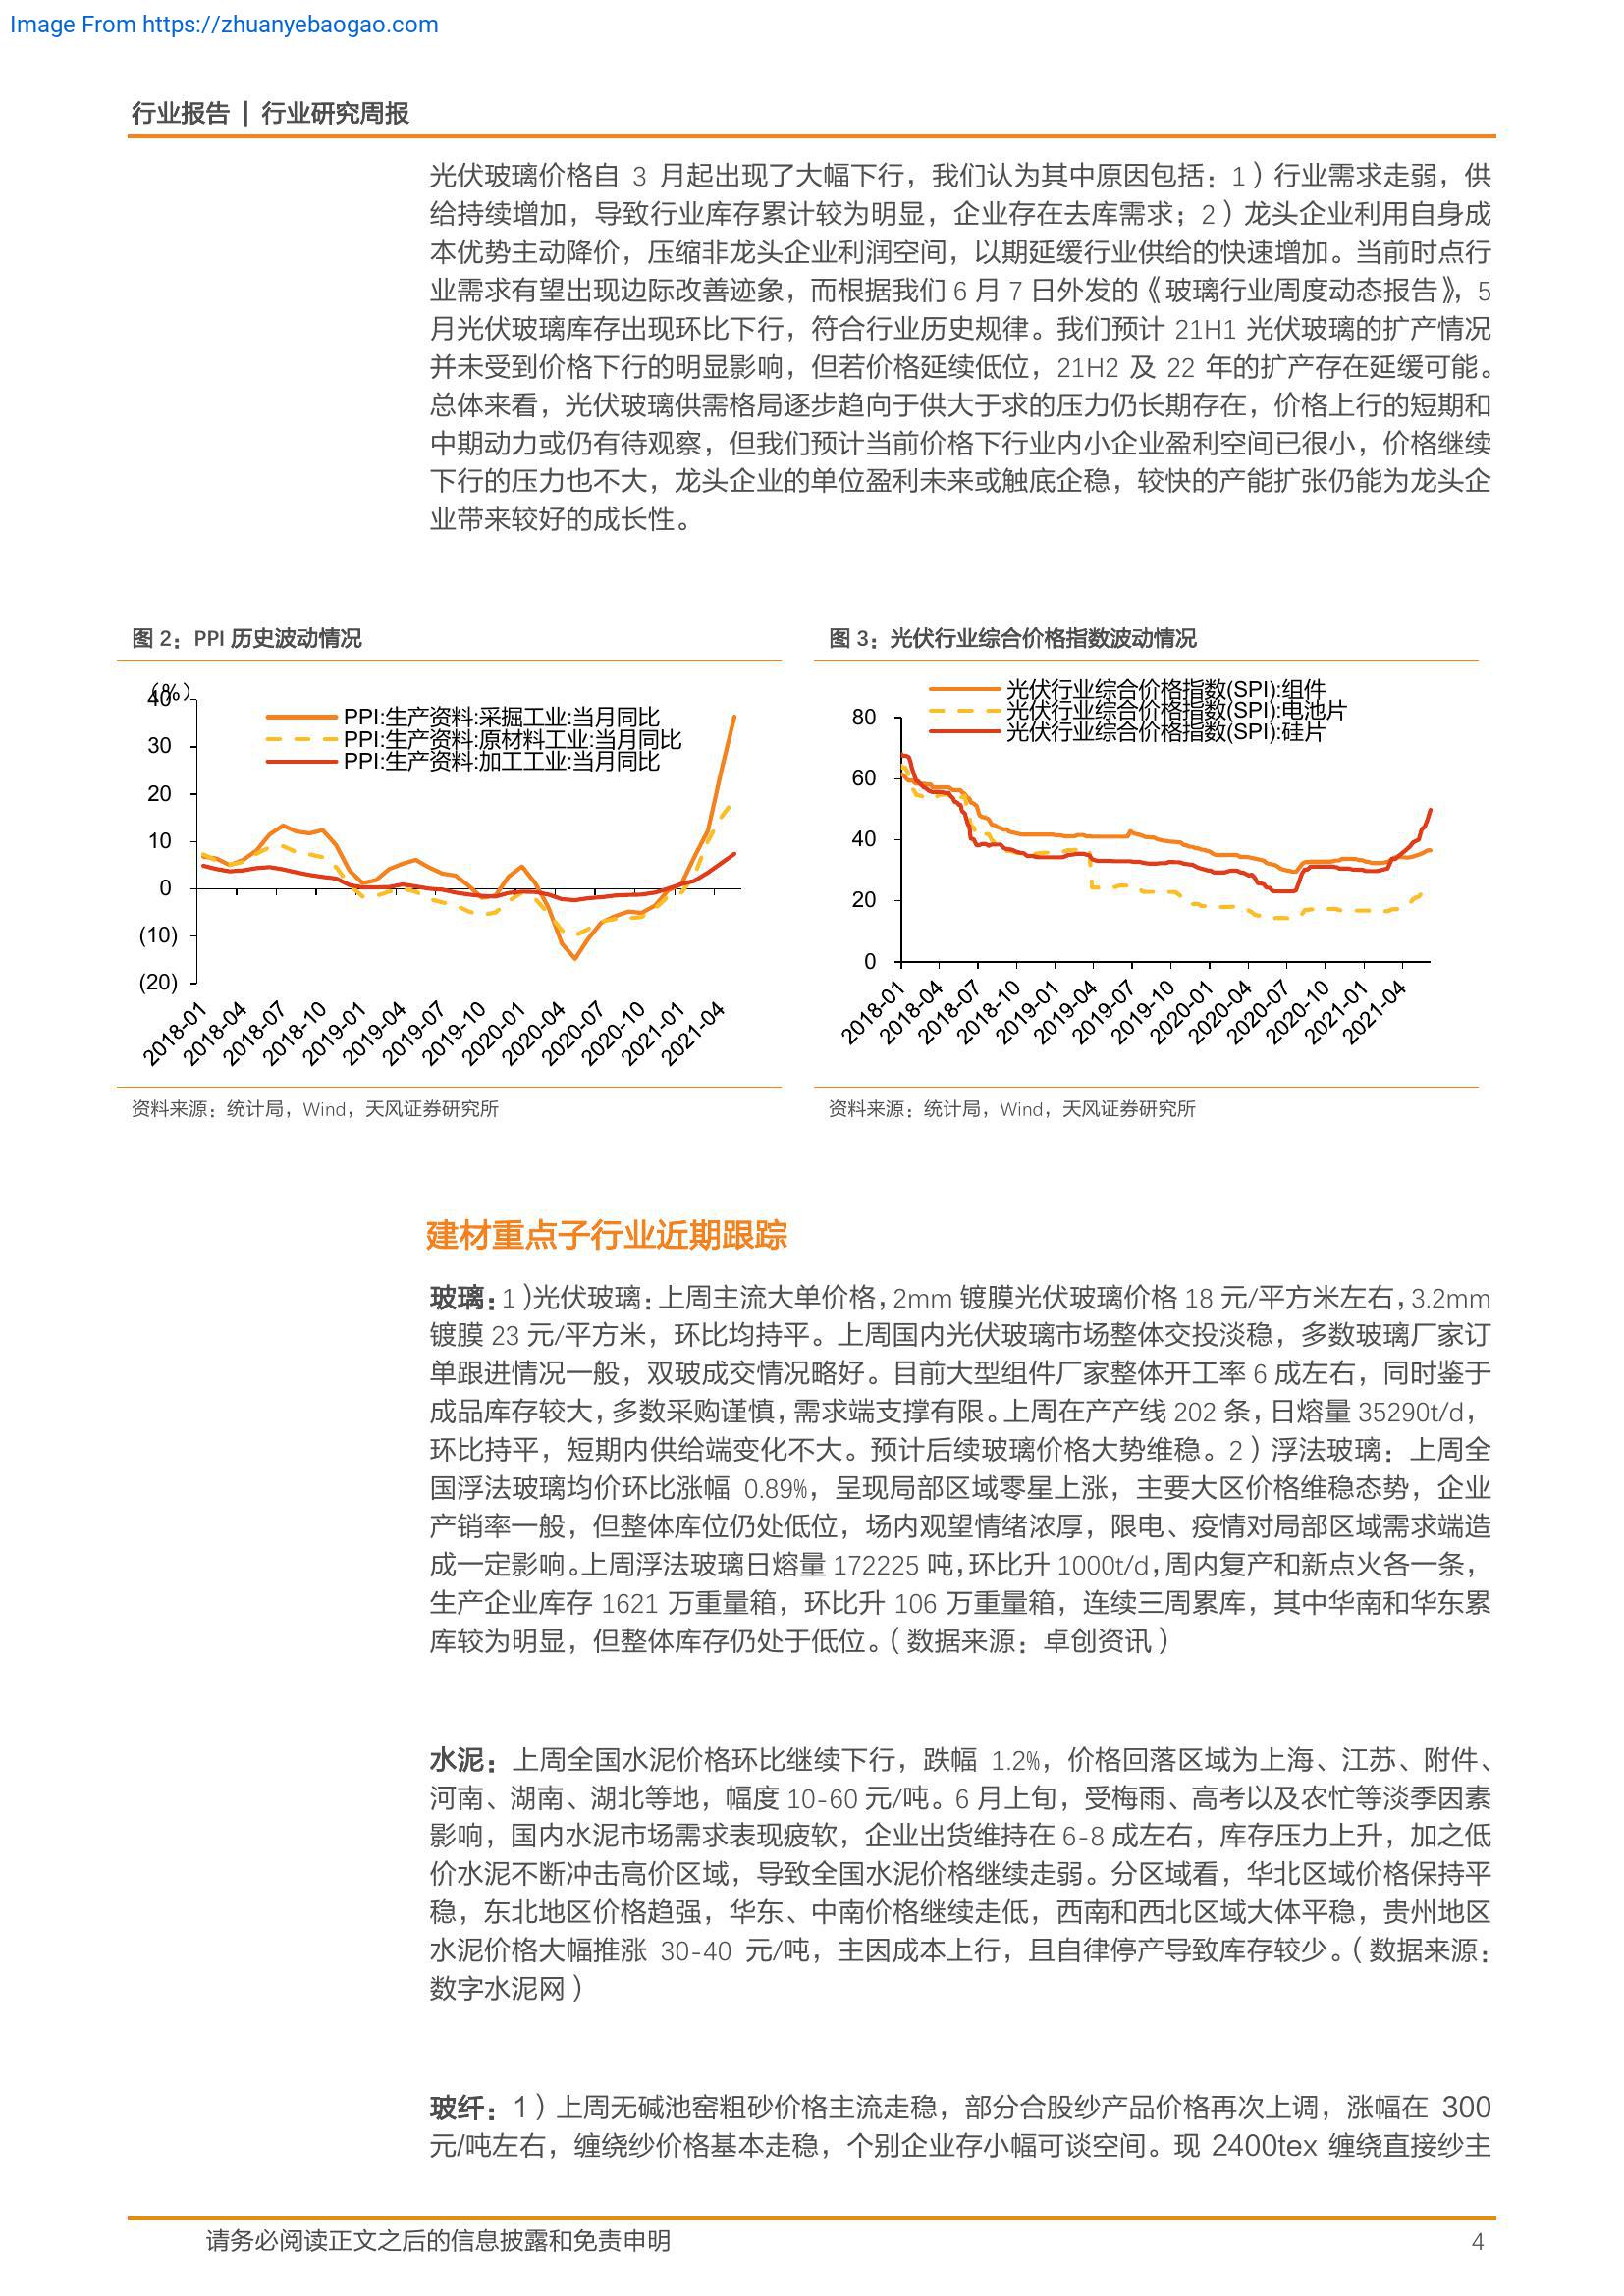 Image From https://zhuanyebaogao.com
行业报告 | 行业研究周报
光伏玻璃价格自 3 月起出现了大幅下行，我们认为其中原因包括：1）行业需求走弱，供
给持续增加，导致行业库存累计较为明显，企业存在去库需求；2）龙头企业利用自身成
本优势主动降价，压缩非龙头企业利润空间，以期延缓行业供给的快速增加。当前时点行
业需求有望出现边际改善迹象，而根据我们 6 月 7 日外发的《玻璃行业周度动态报告》，5
月光伏玻璃库存出现环比下行，符合行业历史规律。我们预计 21H1 光伏玻璃的扩产情况
并未受到价格下行的明显影响，但若价格延续低位，21H2 及 22 年的扩产存在延缓可能。
总体来看，光伏玻璃供需格局逐步趋向于供大于求的压力仍长期存在，价格上行的短期和
中期动力或仍有待观察，但我们预计当前价格下行业内小企业盈利空间已很小，价格继续
下行的压力也不大，龙头企业的单位盈利未来或触底企稳，较快的产能扩张仍能为龙头企
业带来较好的成长性。
图 2：PPI 历史波动情况
（%）
PPI:生产资料:采掘工业:当月同比
PPI:生产资料:原材料工业:当月同比
PPI:生产资料:加工工业:当月同比
40
30
20
10
0
(10)
(20)
2018-01
2018-04
2018-07
2018-10
2019-01
2019-04
2019-07
2019-10
2020-01
2020-04
2020-07
2020-10
2021-01
2021-04
资料来源：统计局，Wind，天风证券研究所
图 3：光伏行业综合价格指数波动情况
光伏行业综合价格指数(SPI):组件
光伏行业综合价格指数(SPI):电池片
光伏行业综合价格指数(SPI):硅片
80
60
40
20
0
2018-01
2018-04
2018-07
2018-10
2019-01
2019-04
2019-07
2019-10
2020-01
2020-04
2020-07
2020-10
2021-01
2021-04
资料来源：统计局，Wind，天风证券研究所
建材重点子行业近期跟踪
玻璃：1）光伏玻璃：上周主流大单价格，2mm 镀膜光伏玻璃价格 18 元/平方米左右，3.2mm
镀膜 23 元/平方米，环比均持平。上周国内光伏玻璃市场整体交投淡稳，多数玻璃厂家订
单跟进情况一般，双玻成交情况略好。目前大型组件厂家整体开工率 6 成左右，同时鉴于
成品库存较大，多数采购谨慎，需求端支撑有限。上周在产产线 202 条，日熔量 35290t/d，
环比持平，短期内供给端变化不大。预计后续玻璃价格大势维稳。2）浮法玻璃：上周全
国浮法玻璃均价环比涨幅 0.89%，呈现局部区域零星上涨，主要大区价格维稳态势，企业
产销率一般，但整体库位仍处低位，场内观望情绪浓厚，限电、疫情对局部区域需求端造
成一定影响。上周浮法玻璃日熔量 172225 吨，环比升 1000t/d，周内复产和新点火各一条，
生产企业库存 1621 万重量箱，环比升 106 万重量箱，连续三周累库，其中华南和华东累
库较为明显，但整体库存仍处于低位。（数据来源：卓创资讯）
水泥：上周全国水泥价格环比继续下行，跌幅 1.2%，价格回落区域为上海、江苏、附件、
河南、湖南、湖北等地，幅度 10-60 元/吨。6 月上旬，受梅雨、高考以及农忙等淡季因素
影响，国内水泥市场需求表现疲软，企业出货维持在 6-8 成左右，库存压力上升，加之低
价水泥不断冲击高价区域，导致全国水泥价格继续走弱。分区域看，华北区域价格保持平
稳，东北地区价格趋强，华东、中南价格继续走低，西南和西北区域大体平稳，贵州地区
水泥价格大幅推涨 30-40 元/吨，主因成本上行，且自律停产导致库存较少。（数据来源：
数字水泥网）
玻纤：1）上周无碱池窑粗砂价格主流走稳，部分合股纱产品价格再次上调，涨幅在 300
元/吨左右，缠绕纱价格基本走稳，个别企业存小幅可谈空间。现 2400tex 缠绕直接纱主
请务必阅读正文之后的信息披露和免责申明
4